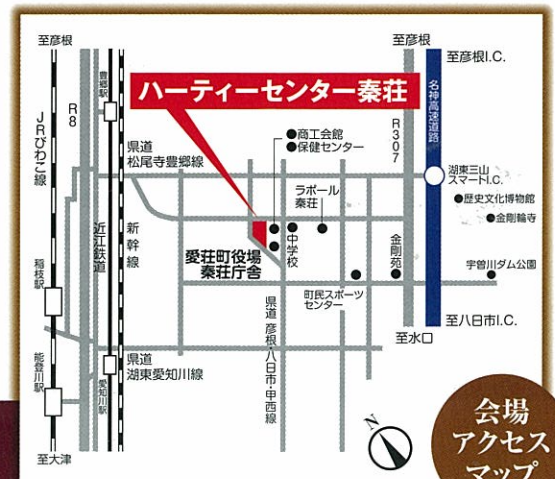 至彦根
至彦根
至彦根I.C.
豊郷駅
ハーティーセンター秦荘
JRびわこ線
R8
県道
松尾寺豊郷線
●商工会館
●保健センター
R307
名神高速道路
湖東三山
スマートI.C.
ラポール
秦荘
●歴史文化博物館
●金剛輪寺
近江鉄道
新幹線
愛荘町役場
秦荘庁舎
中学校
金剛苑
宇曽川ダム公園
稲枝駅
町民スポーツ
センター
県道 彦根・八日市・甲西線
至水口
至八日市I.C.
能登川駅
愛知川駅
県道
湖東愛知川線
至大津
N
会場
アクセス
マップ